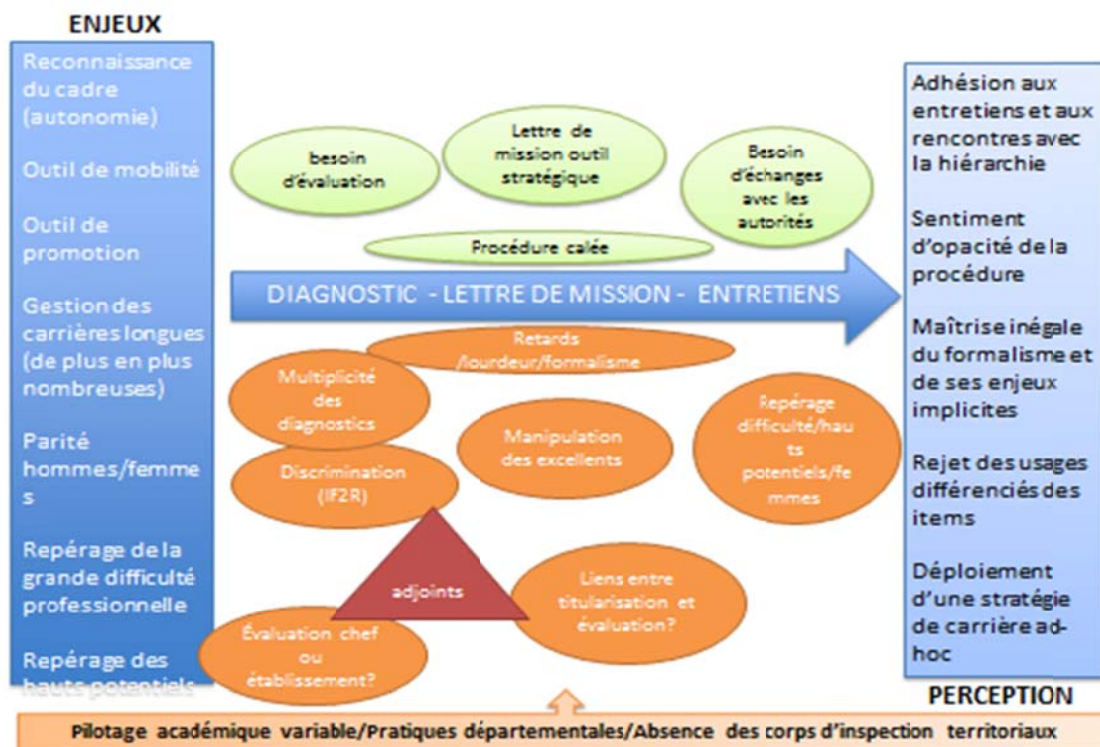 ENJEUX
Reconnaissance
du cadre
(autonomie)
Outil de mobilité
Outil de
promotion
Gestion des
carrières longues
(de plus en plus
nombreuses)
Parité
hommes/femme
s
Repérage de la
grande difficulté
professionnelle
Repérage des
hauts potentiels
besoin
d'évaluation
Lettre de
mission outil
stratégique
Besoin
d'échanges
avec les
autorités
Procédure calée
DIAGNOSTIC - LETTRE DE MISSION - ENTRETIENS
Retards
/lourdeur/formalisme
Multiplicité
des
diagnostics
Manipulation
des excellents
Repérage
difficulté/hau
ts
potentiels/fe
mmes
Discrimination
(IF2R)
adjoints
Liens entre
titularisation et
évaluation?
Évaluation chef
ou
établissement?
Adhésion aux
entretiens et aux
rencontres avec
la hiérarchie
Sentiment
d'opacité de la
procédure
Maîtrise inégale
du formalisme et
de ses enjeux
implicites
Rejet des usages
différenciés des
items
Déploiement
d'une stratégie
de carrière ad-
hoc
PERCEPTION
Pilotage académique variable/Pratiques départementales/Absence des corps d'inspection territoriaux